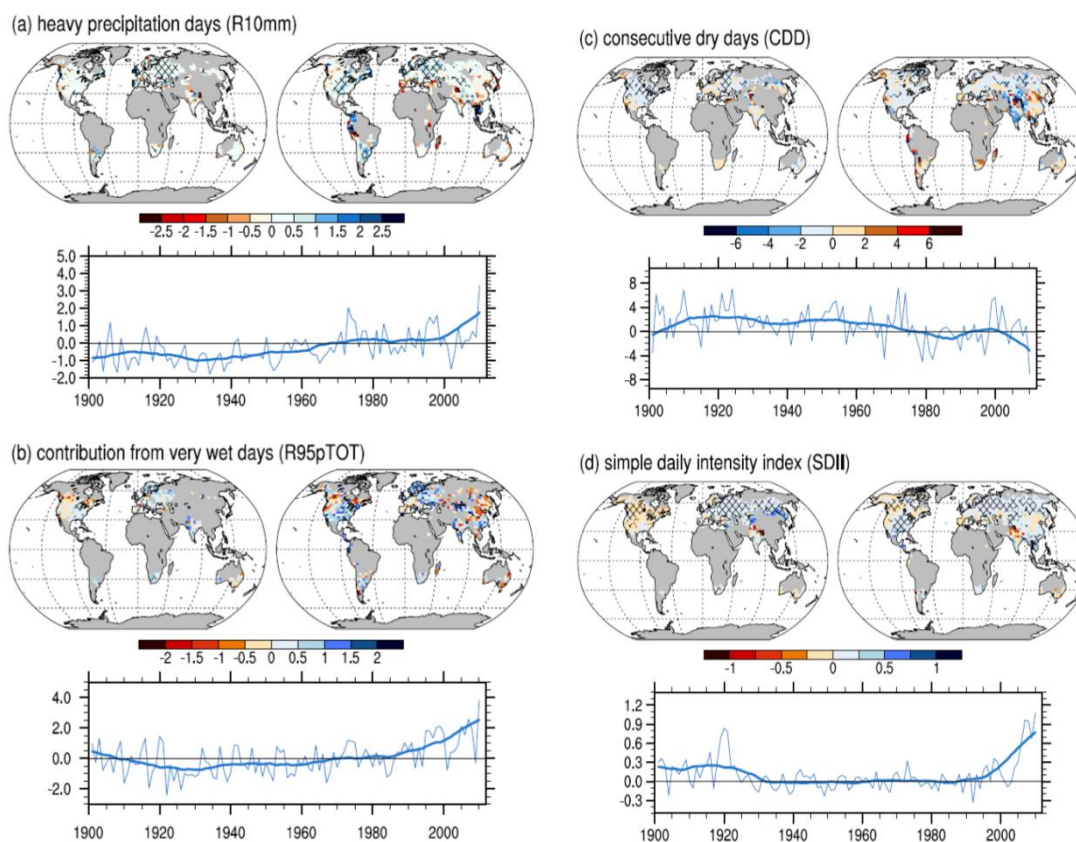 (a) heavy precipitation days (R10mm)
-2.5 -2 -1.5 -1 -0.5 0 0.5 1 1.5 2 2.5
5.0
4.0
3.0
2.0
1.0
0.0
-1.0
-2.0
1900 1920 1940 1960 1980 2000
(b) contribution from very wet days (R95pTOT)
-2 -1.5 -1 -0.5 0 0.5 1 1.5 2
4.0
2.0
0.0
-2.0
1900 1920 1940 1960 1980 2000
(c) consecutive dry days (CDD)
-6 -4 -2 0 2 4 6
8
4
0
-4
-8
1900 1920 1940 1960 1980 2000
(d) simple daily intensity index (SDII)
-1 -0.5 0 0.5 1
1.2
0.9
0.6
0.3
0.0
-0.3
1900 1920 1940 1960 1980 2000